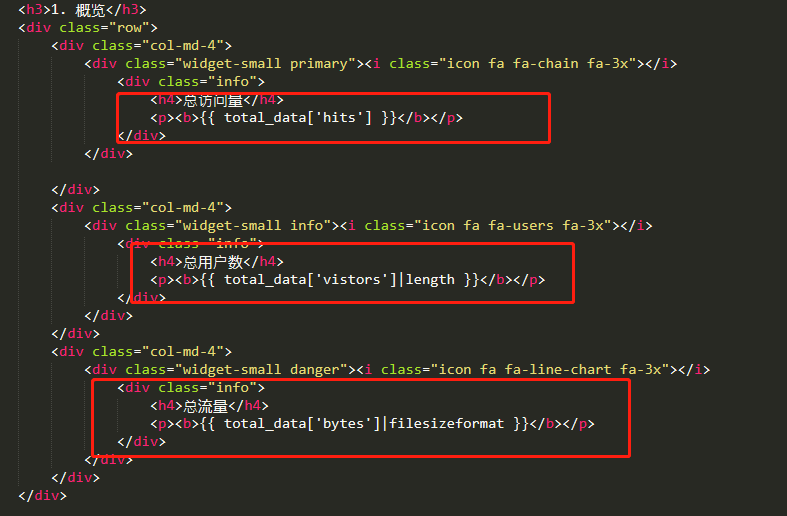 <h3>1. 概览</h3>
<div class="row">
    <div class="col-md-4">
        <div class="widget-small primary"><i class="icon fa fa-chain fa-3x"></i>
            <div class="info">
                <h4>总访问量</h4>
                <p><b>{{ total_data['hits'] }}</b></p>
            </div>
        </div>

    </div>
    <div class="col-md-4">
        <div class="widget-small info"><i class="icon fa fa-users fa-3x"></i>
            <div class="info">
                <h4>总用户数</h4>
                <p><b>{{ total_data['vistors']|length }}</b></p>
            </div>
        </div>
    </div>
    <div class="col-md-4">
        <div class="widget-small danger"><i class="icon fa fa-line-chart fa-3x"></i>
            <div class="info">
                <h4>总流量</h4>
                <p><b>{{ total_data['bytes']|filesizeformat }}</b></p>
            </div>
        </div>
    </div>
</div>